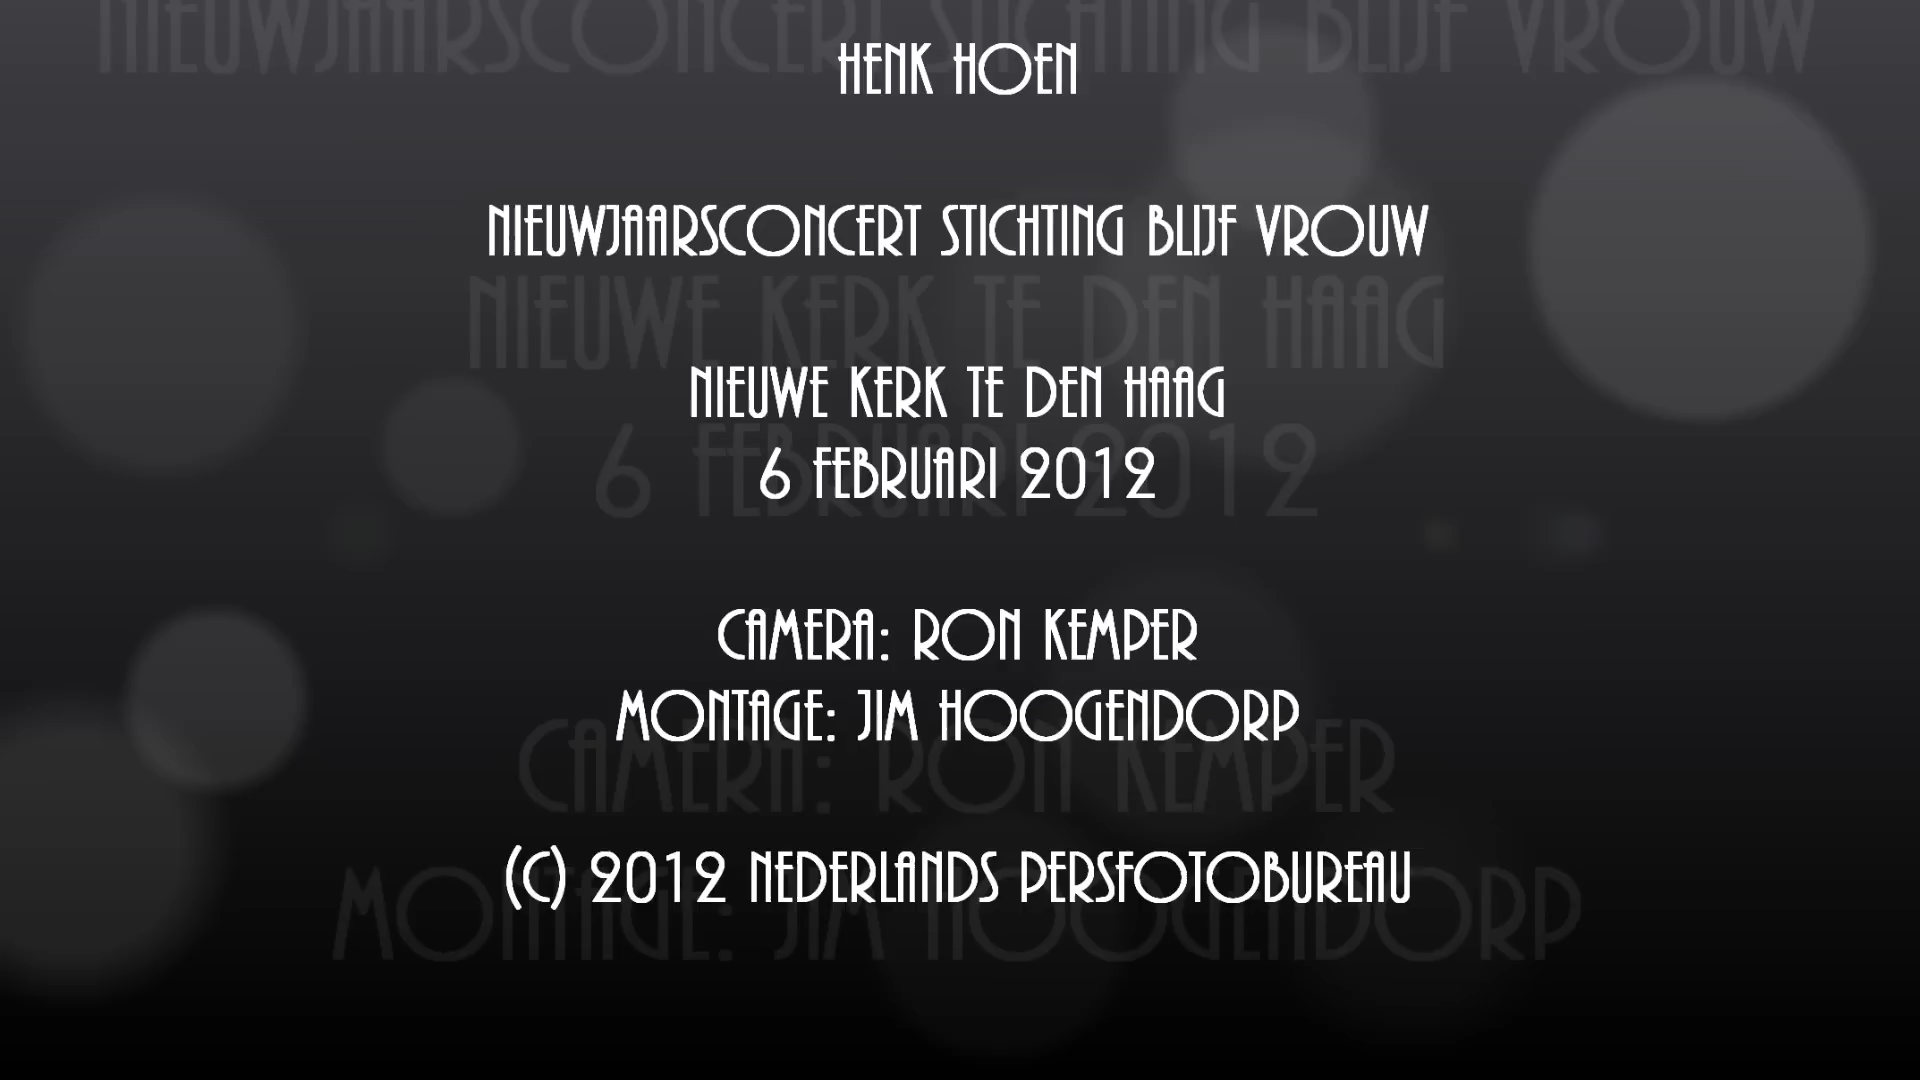 HENK HOEN
NIEUWJAARSCONCERT STICHTING BLIJF VROUW
NIEUWE KERK TE DEN HAAG
6 FEBRUARI 2012
CAMERA: RON KEMPER
MONTAGE: JIM HOOGENDORP
(C) 2012 NEDERLANDS PERSFOTOBUREAU